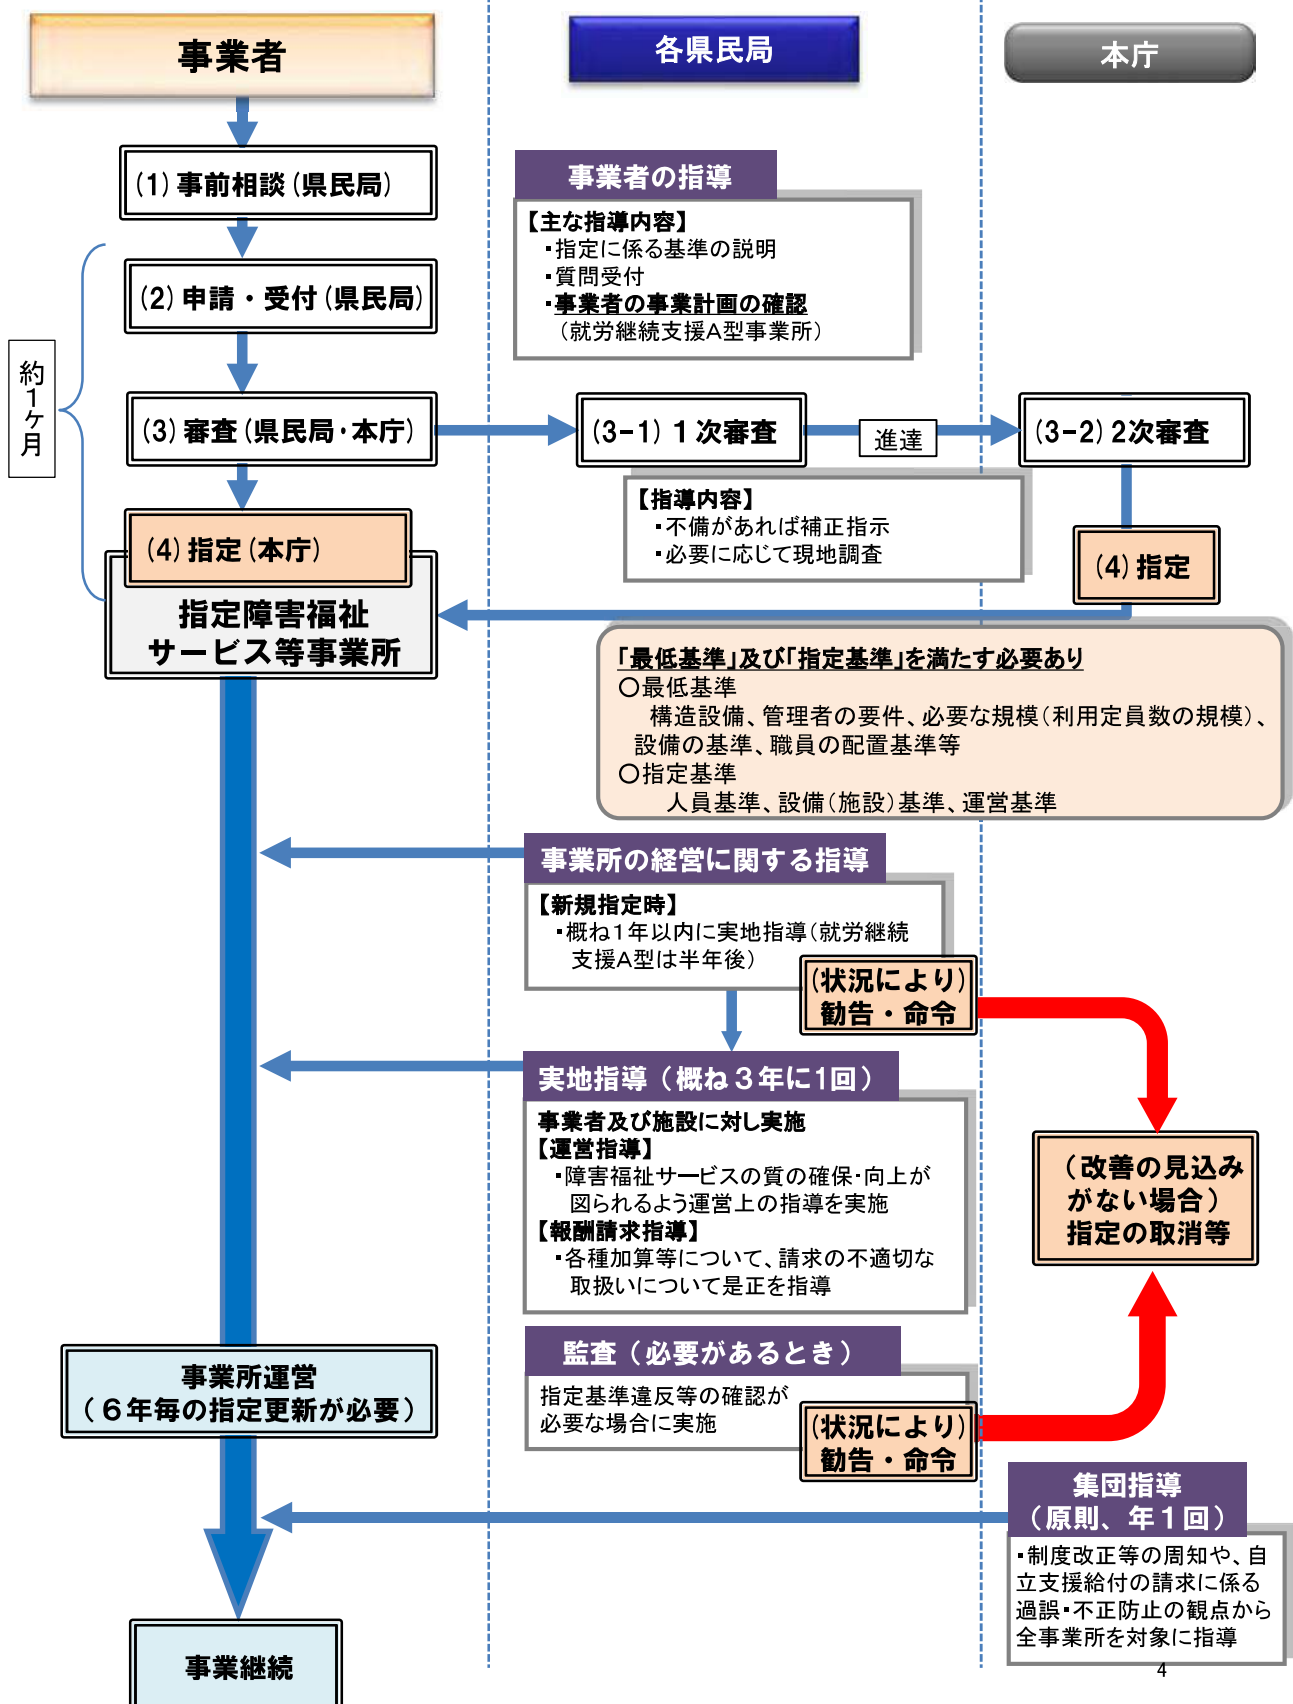 事業者
各県民局
本庁
(1)事前相談(県民局)
(2)申請・受付(県民局)
(3)審査(県民局・本庁)
(4)指定(本庁)
指定障害福祉
サービス等事業所
約1ヶ月
事業者の指導
【主な指導内容】
・指定に係る基準の説明
・質問受付
・事業者の事業計画の確認
(就労継続支援A型事業所)
(3-1)1次審査
進達
(3-2)2次審査
【指導内容】
・不備があれば補正指示
・必要に応じて現地調査
(4)指定
「最低基準」及び「指定基準」を満たす必要あり
○最低基準
構造設備、管理者の要件、必要な規模(利用定員数の規模)、
設備の基準、職員の配置基準等
○指定基準
人員基準、設備(施設)基準、運営基準
事業所の経営に関する指導
【新規指定時】
・概ね1年以内に実地指導(就労継続
支援A型は半年後)
(状況により)
勧告・命令
実地指導(概ね3年に1回)
事業者及び施設に対し実施
【運営指導】
・障害福祉サービスの質の確保・向上が
図られるよう運営上の指導を実施
【報酬請求指導】
・各種加算等について、請求の不適切な
取扱いについて是正を指導
(改善の見込み
がない場合)
指定の取消等
監査(必要があるとき)
指定基準違反等の確認が
必要な場合に実施
(状況により)
勧告・命令
事業所運営
(6年毎の指定更新が必要)
集団指導
(原則、年1回)
・制度改正等の周知や、自
立支援給付の請求に係る
過誤・不正防止の観点から
全事業所を対象に指導
事業継続
4